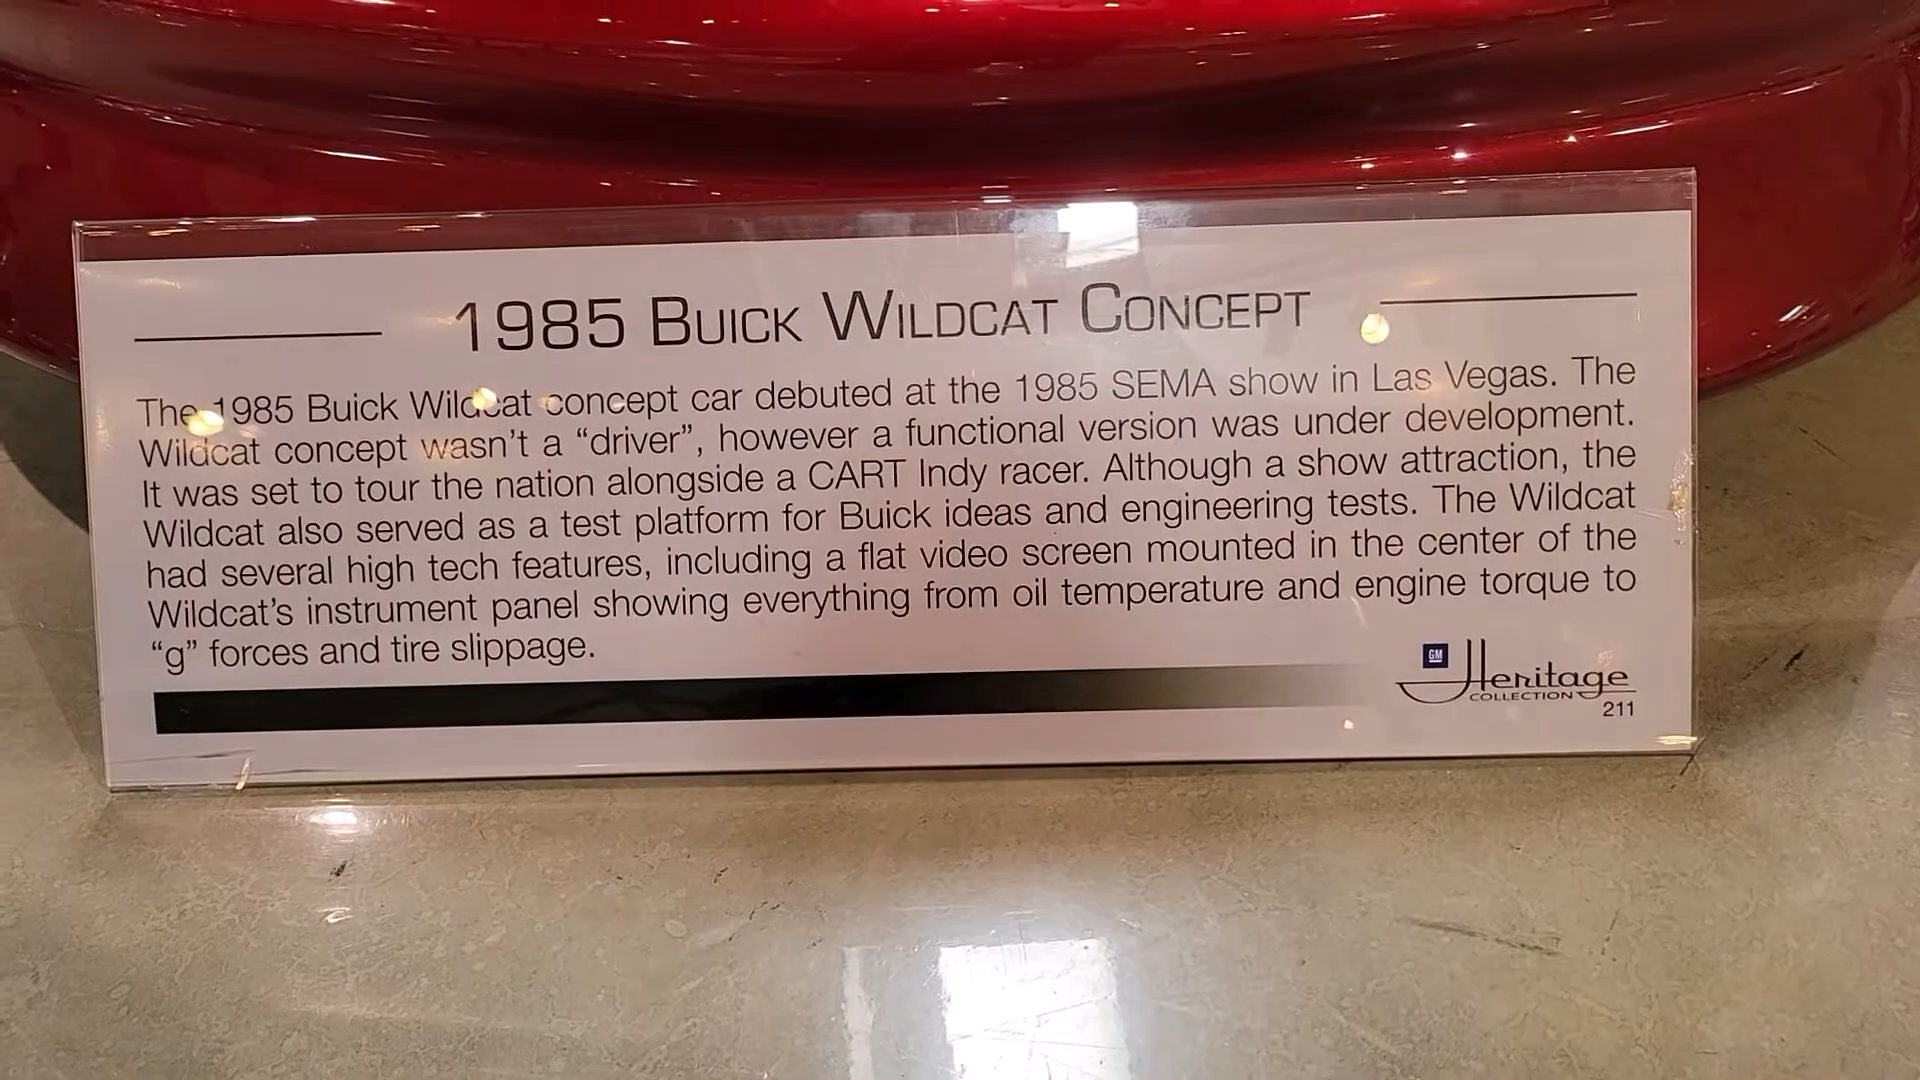 1985 BUICK WILDCAT CONCEPT
The 1985 Buick Wildcat concept car debuted at the 1985 SEMA show in Las Vegas. The
Wildcat concept wasn't a “driver”, however a functional version was under development.
It was set to tour the nation alongside a CART Indy racer. Although a show attraction, the
Wildcat also served as a test platform for Buick ideas and engineering tests. The Wildcat
had several high tech features, including a flat video screen mounted in the center of the
Wildcat's instrument panel showing everything from oil temperature and engine torque to
“g” forces and tire slippage.
GM Heritage
COLLECTION
211